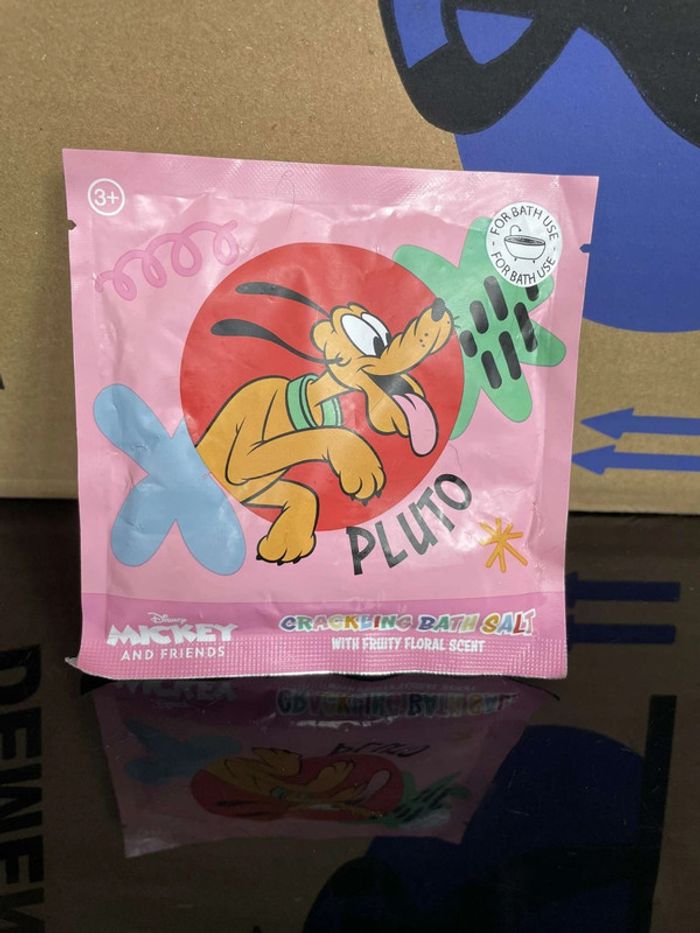 3+
FOR BATH USE
FOR BATH USE
PLUTO
Disney
MICKEY
AND FRIENDS
CRACKLING BATH SALT
WITH FRUITY FLORAL SCENT